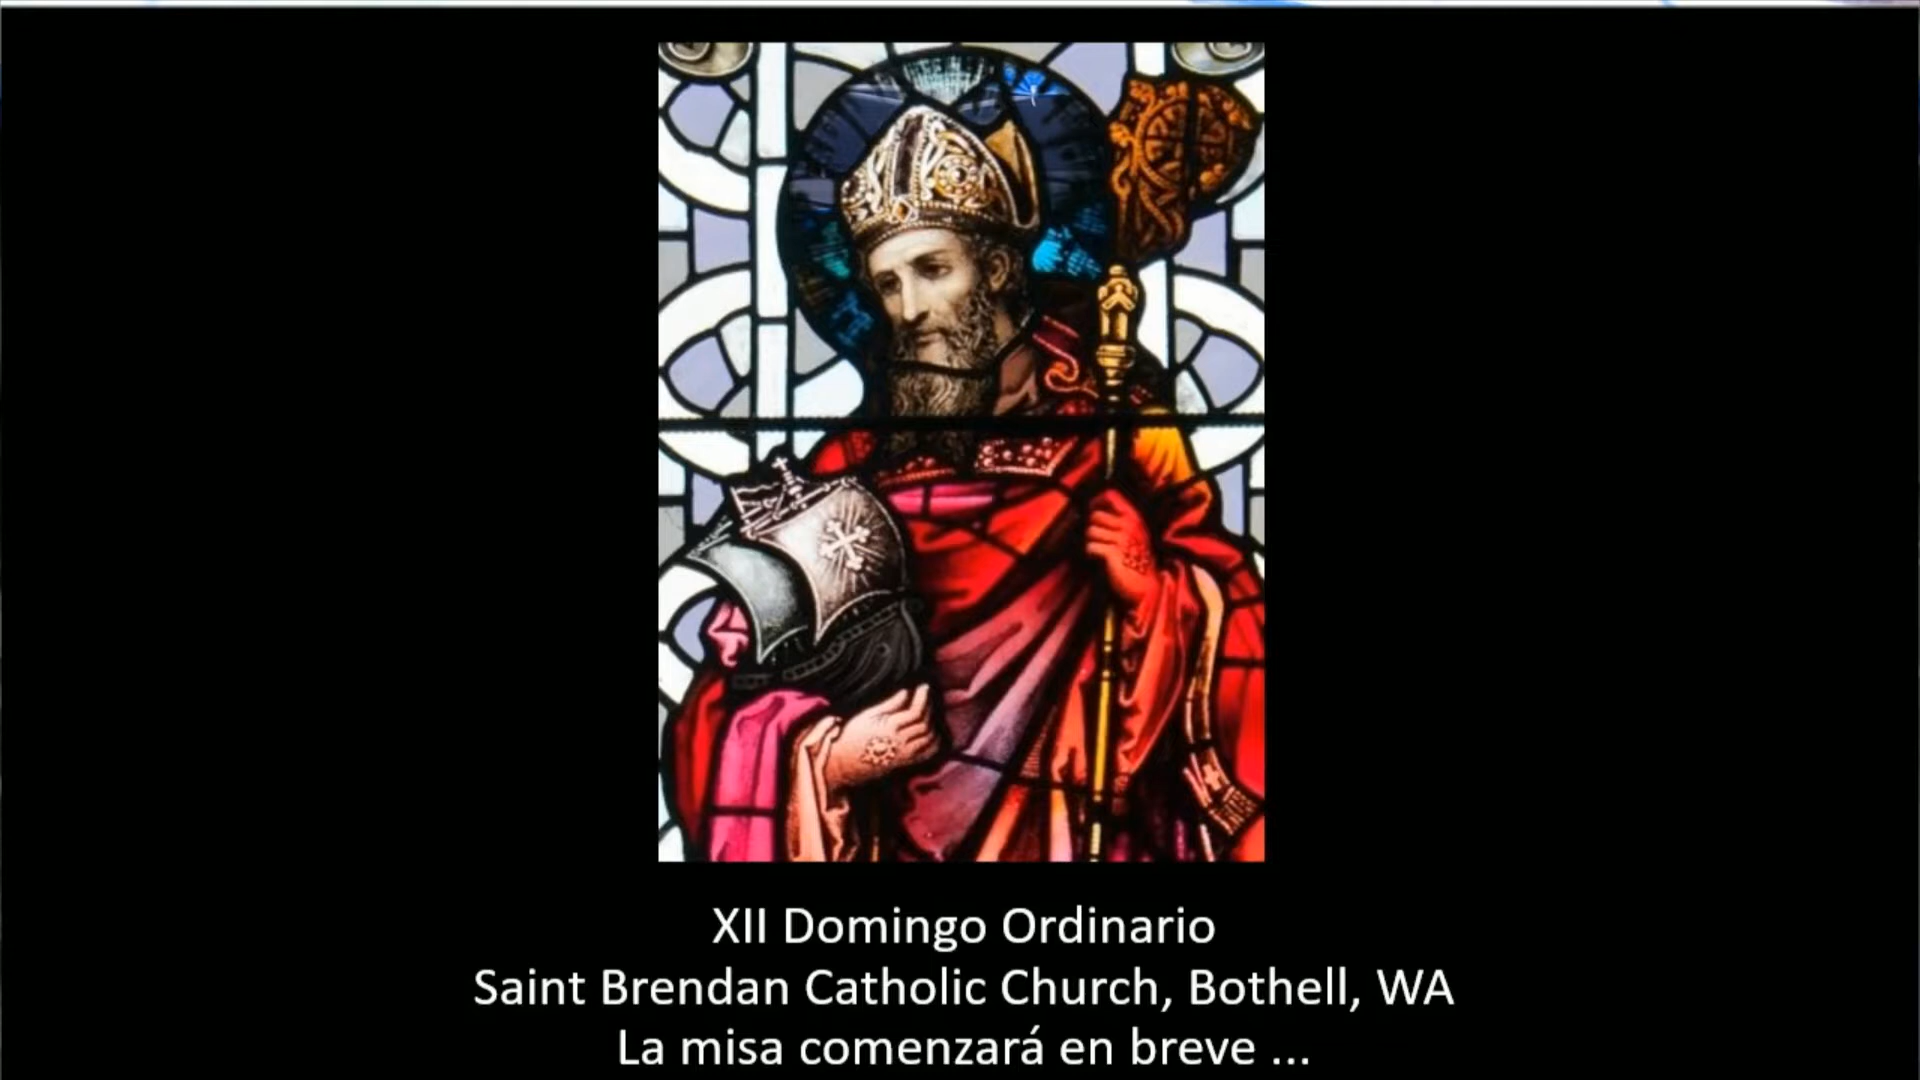 XII Domingo Ordinario
Saint Brendan Catholic Church, Bothell, WA
La misa comenzará en breve ...